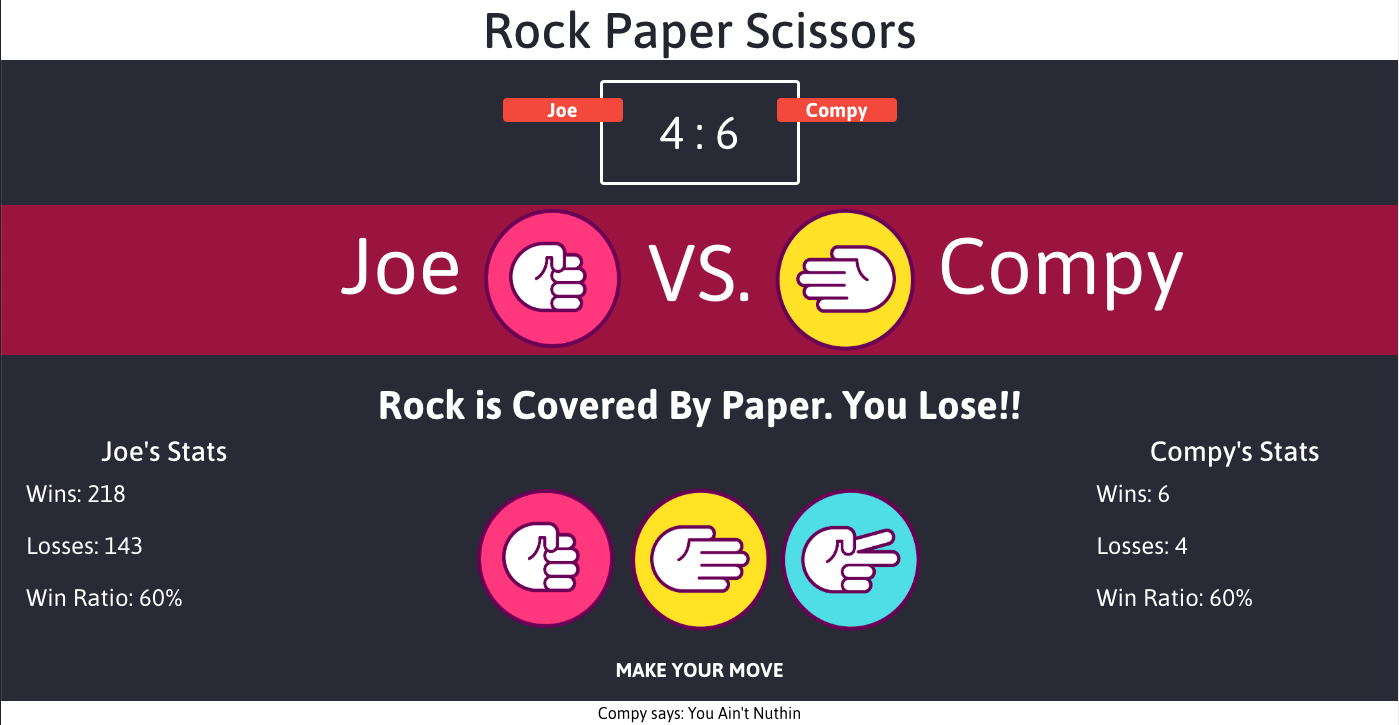 Rock Paper Scissors
Joe
4 : 6
Compy
Joe VS. Compy
Rock is Covered By Paper. You Lose!!
Joe's Stats
Wins: 218
Losses: 143
Win Ratio: 60%
Compy's Stats
Wins: 6
Losses: 4
Win Ratio: 60%
MAKE YOUR MOVE
Compy says: You Ain't Nuthin